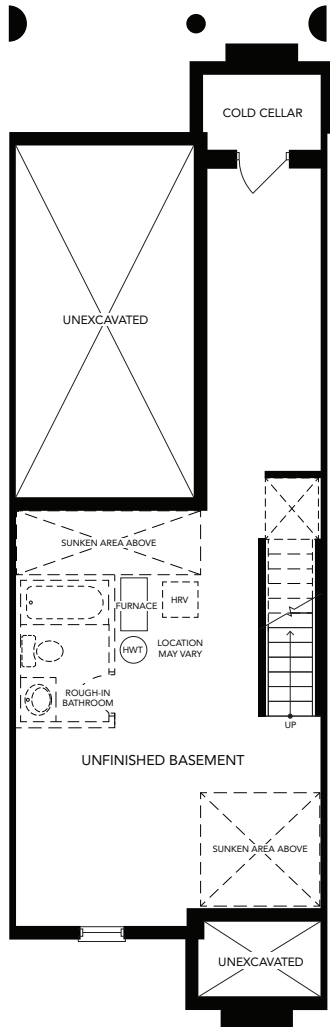 COLD CELLAR
UNEXCAVATED
SUNKEN AREA ABOVE
FURNACE
HRV
HWT
LOCATION
MAY VARY
ROUGH-IN
BATHROOM
UP
UNFINISHED BASEMENT
SUNKEN AREA ABOVE
UNEXCAVATED